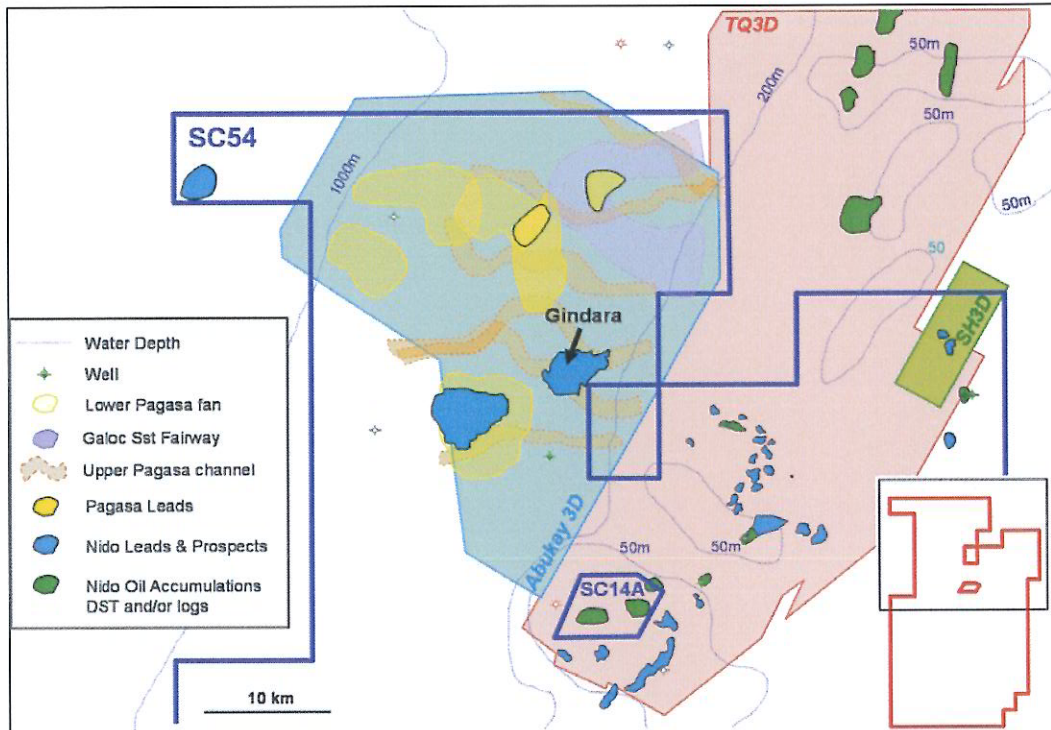 TQ3D
50m
200m
50m
SC54
1000m
50m
50
SH3D
Gindara
Water Depth
Well
Lower Pagasa fan
Galoc Sst Fairway
Upper Pagasa channel
Pagasa Leads
Nido Leads & Prospects
Nido Oil Accumulations
DST and/or logs
Abukay 3D
50m
50m
SC14A
10 km